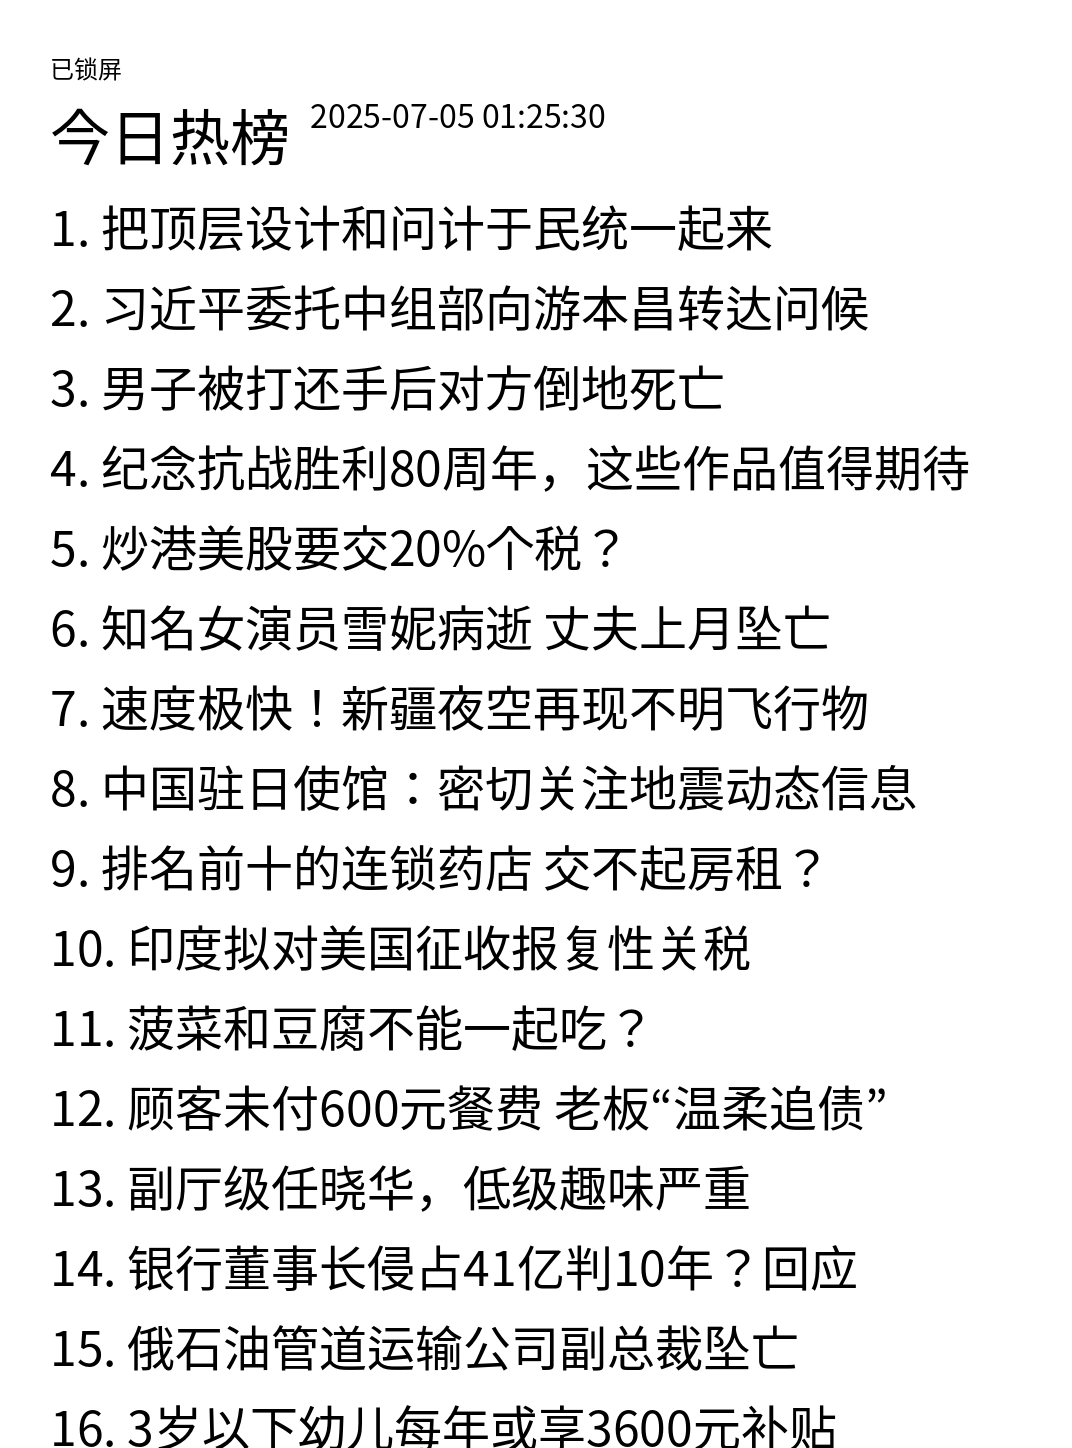 已锁屏
今日热榜 2025-07-05 01:25:30
1. 把顶层设计和问计于民统一起来
2. 习近平委托中组部向游本昌转达问候
3. 男子被打还手后对方倒地死亡
4. 纪念抗战胜利80周年，这些作品值得期待
5. 炒港美股要交20%个税？
6. 知名女演员雪妮病逝 丈夫上月坠亡
7. 速度极快！新疆夜空再现不明飞行物
8. 中国驻日使馆：密切关注地震动态信息
9. 排名前十的连锁药店 交不起房租？
10. 印度拟对美国征收报复性关税
11. 菠菜和豆腐不能一起吃？
12. 顾客未付600元餐费 老板“温柔追债”
13. 副厅级任晓华，低级趣味严重
14. 银行董事长侵占41亿判10年？回应
15. 俄石油管道运输公司副总裁坠亡
16. 3岁以下幼儿每年或享3600元补贴